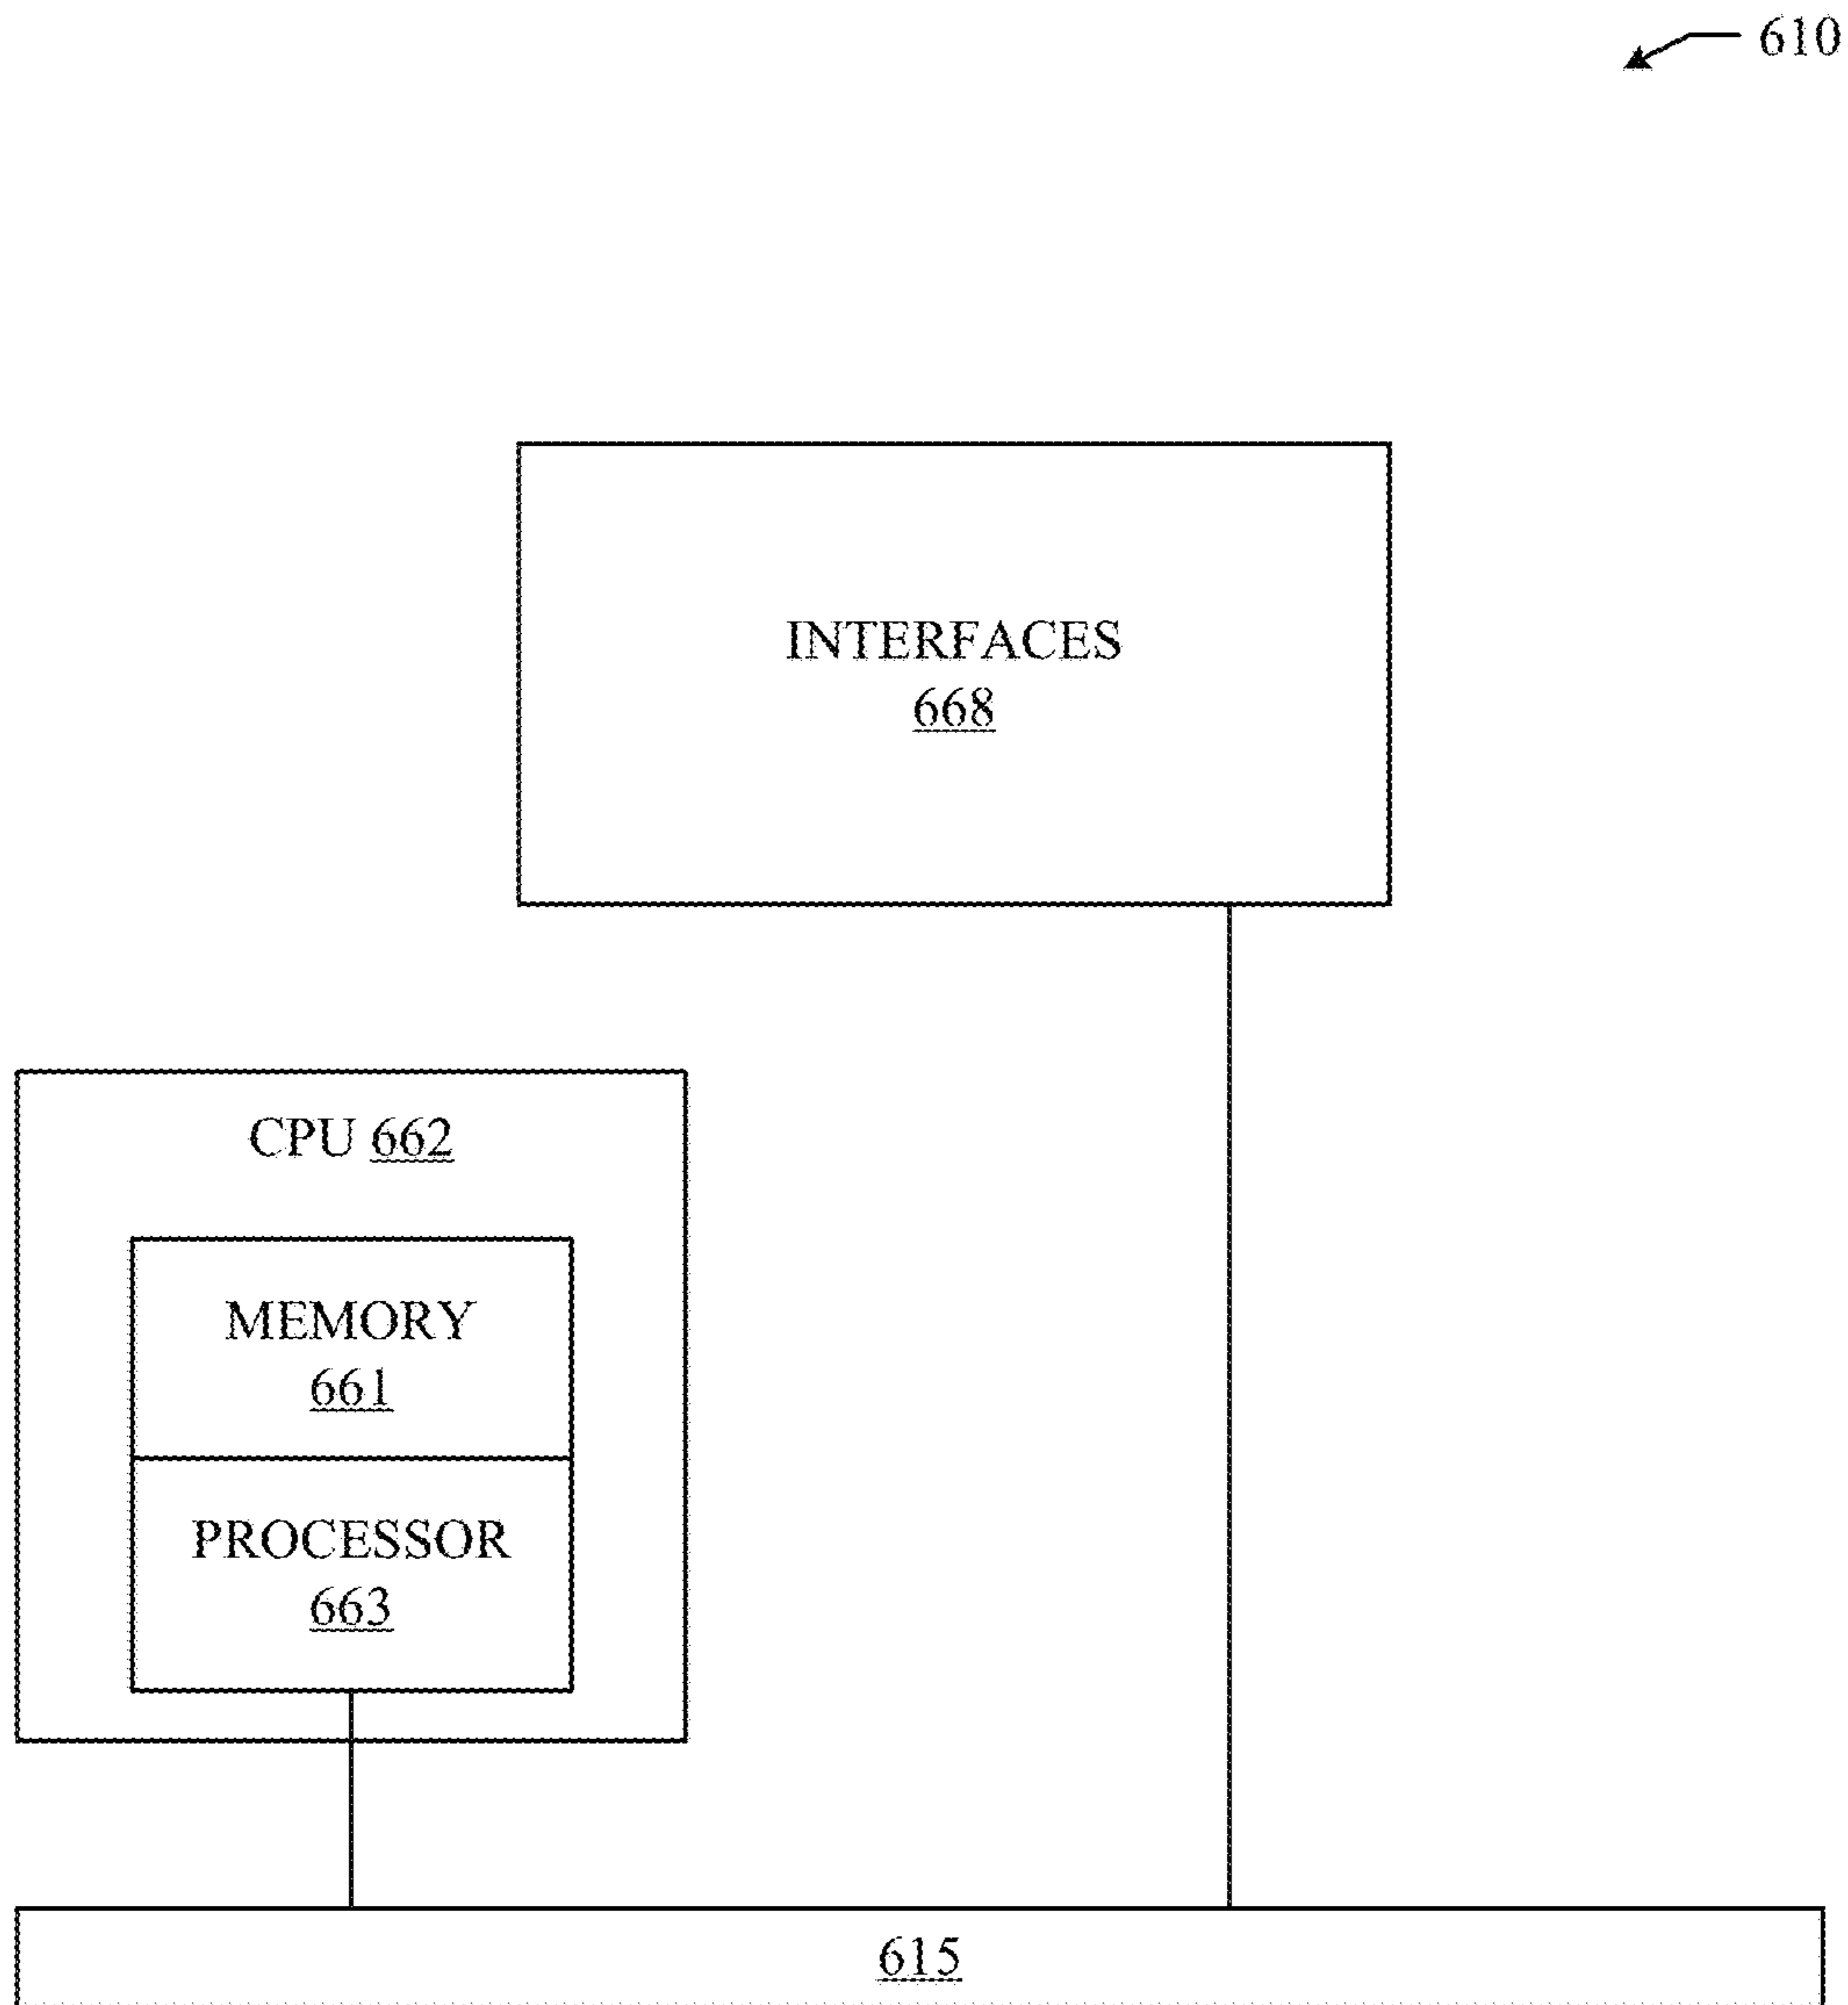 610
INTERFACES
668
CPU 662
MEMORY
661
PROCESSOR
663
615